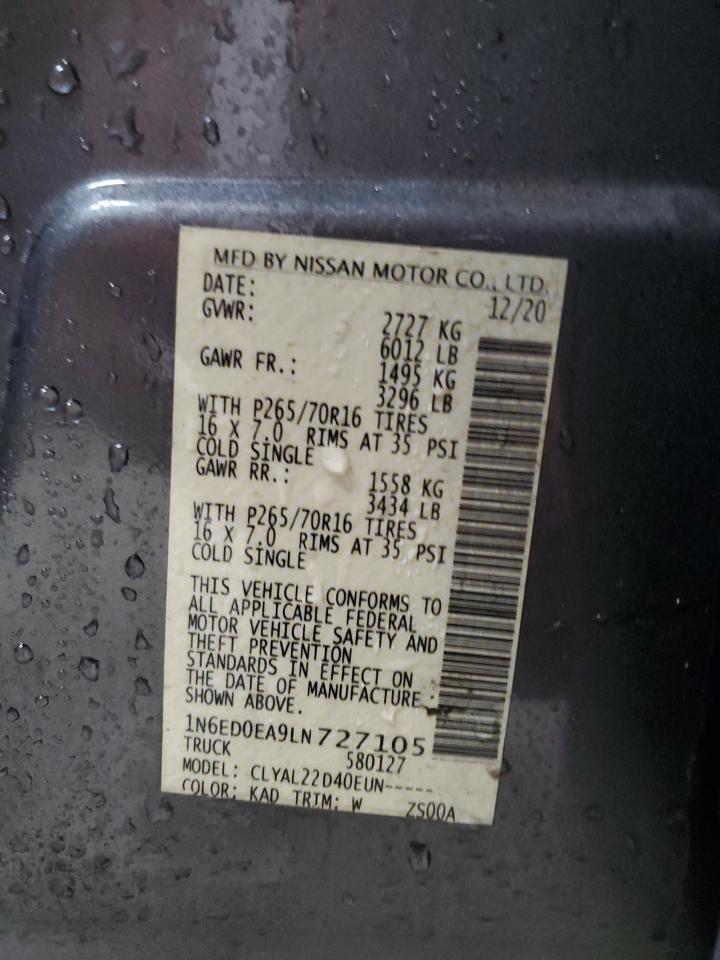 MFD BY NISSAN MOTOR CO., LTD.
DATE: 12/20
GVWR: 2727 KG
6012 LB
GAWR FR.: 1495 KG
3296 LB
WITH P265/70R16 TIRES
16 X 7.0 RIMS AT 35 PSI
COLD SINGLE
GAWR RR.: 1558 KG
3434 LB
WITH P265/70R16 TIRES
16 X 7.0 RIMS AT 35 PSI
COLD SINGLE
THIS VEHICLE CONFORMS TO
ALL APPLICABLE FEDERAL
MOTOR VEHICLE SAFETY AND
THEFT PREVENTION
STANDARDS IN EFFECT ON
THE DATE OF MANUFACTURE
SHOWN ABOVE.
1N6ED0EA9LN727105
TRUCK 580127
MODEL: CLYAL22D40EUN-----
COLOR: KAD TRIM: W ZS00A